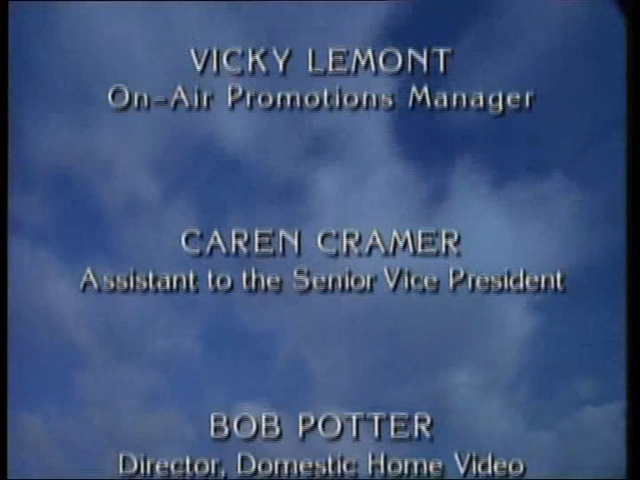 VICKY LEMONT
On-Air Promotions Manager
CAREN CRAMER
Assistant to the Senior Vice President
BOB POTTER
Director, Domestic Home Video